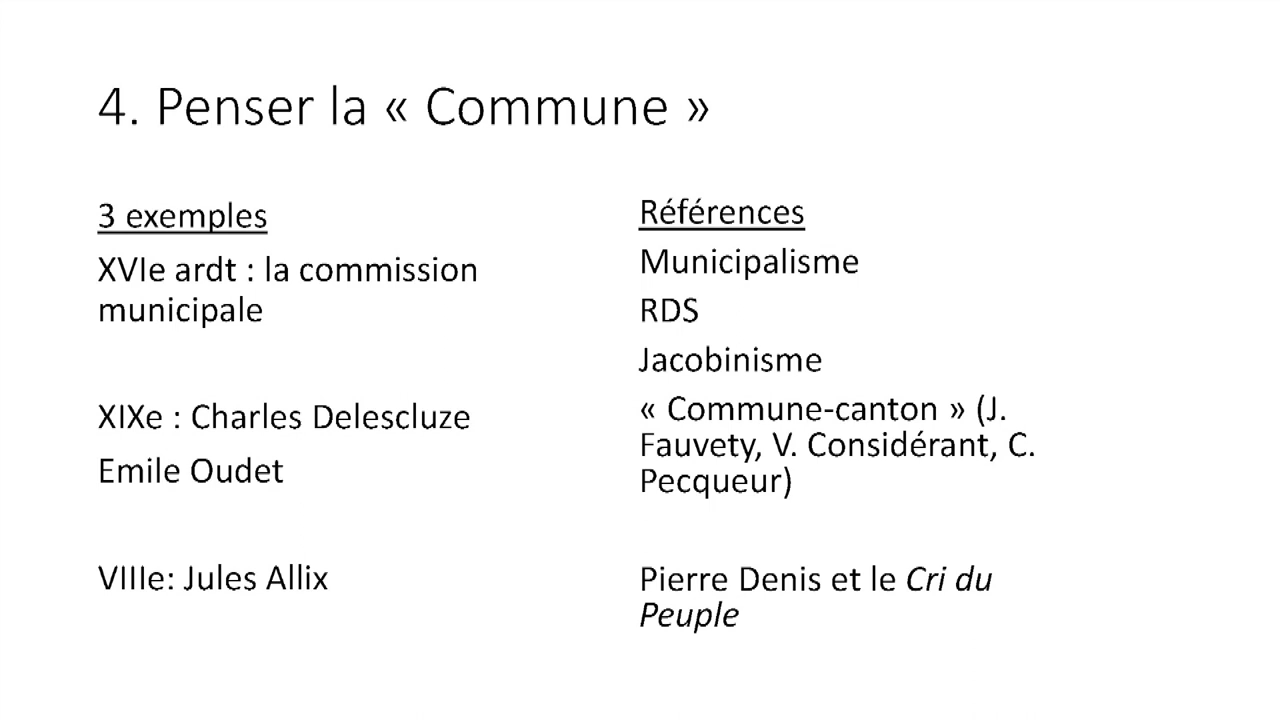 4. Penser la « Commune »
3 exemples
XVIe ardt : la commission
municipale
XIXe : Charles Delescluze
Emile Oudet
VIIIe: Jules Allix
Références
Municipalisme
RDS
Jacobinisme
« Commune-canton » (J.
Fauvety, V. Considérant, C.
Pecqueur)
Pierre Denis et le Cri du
Peuple